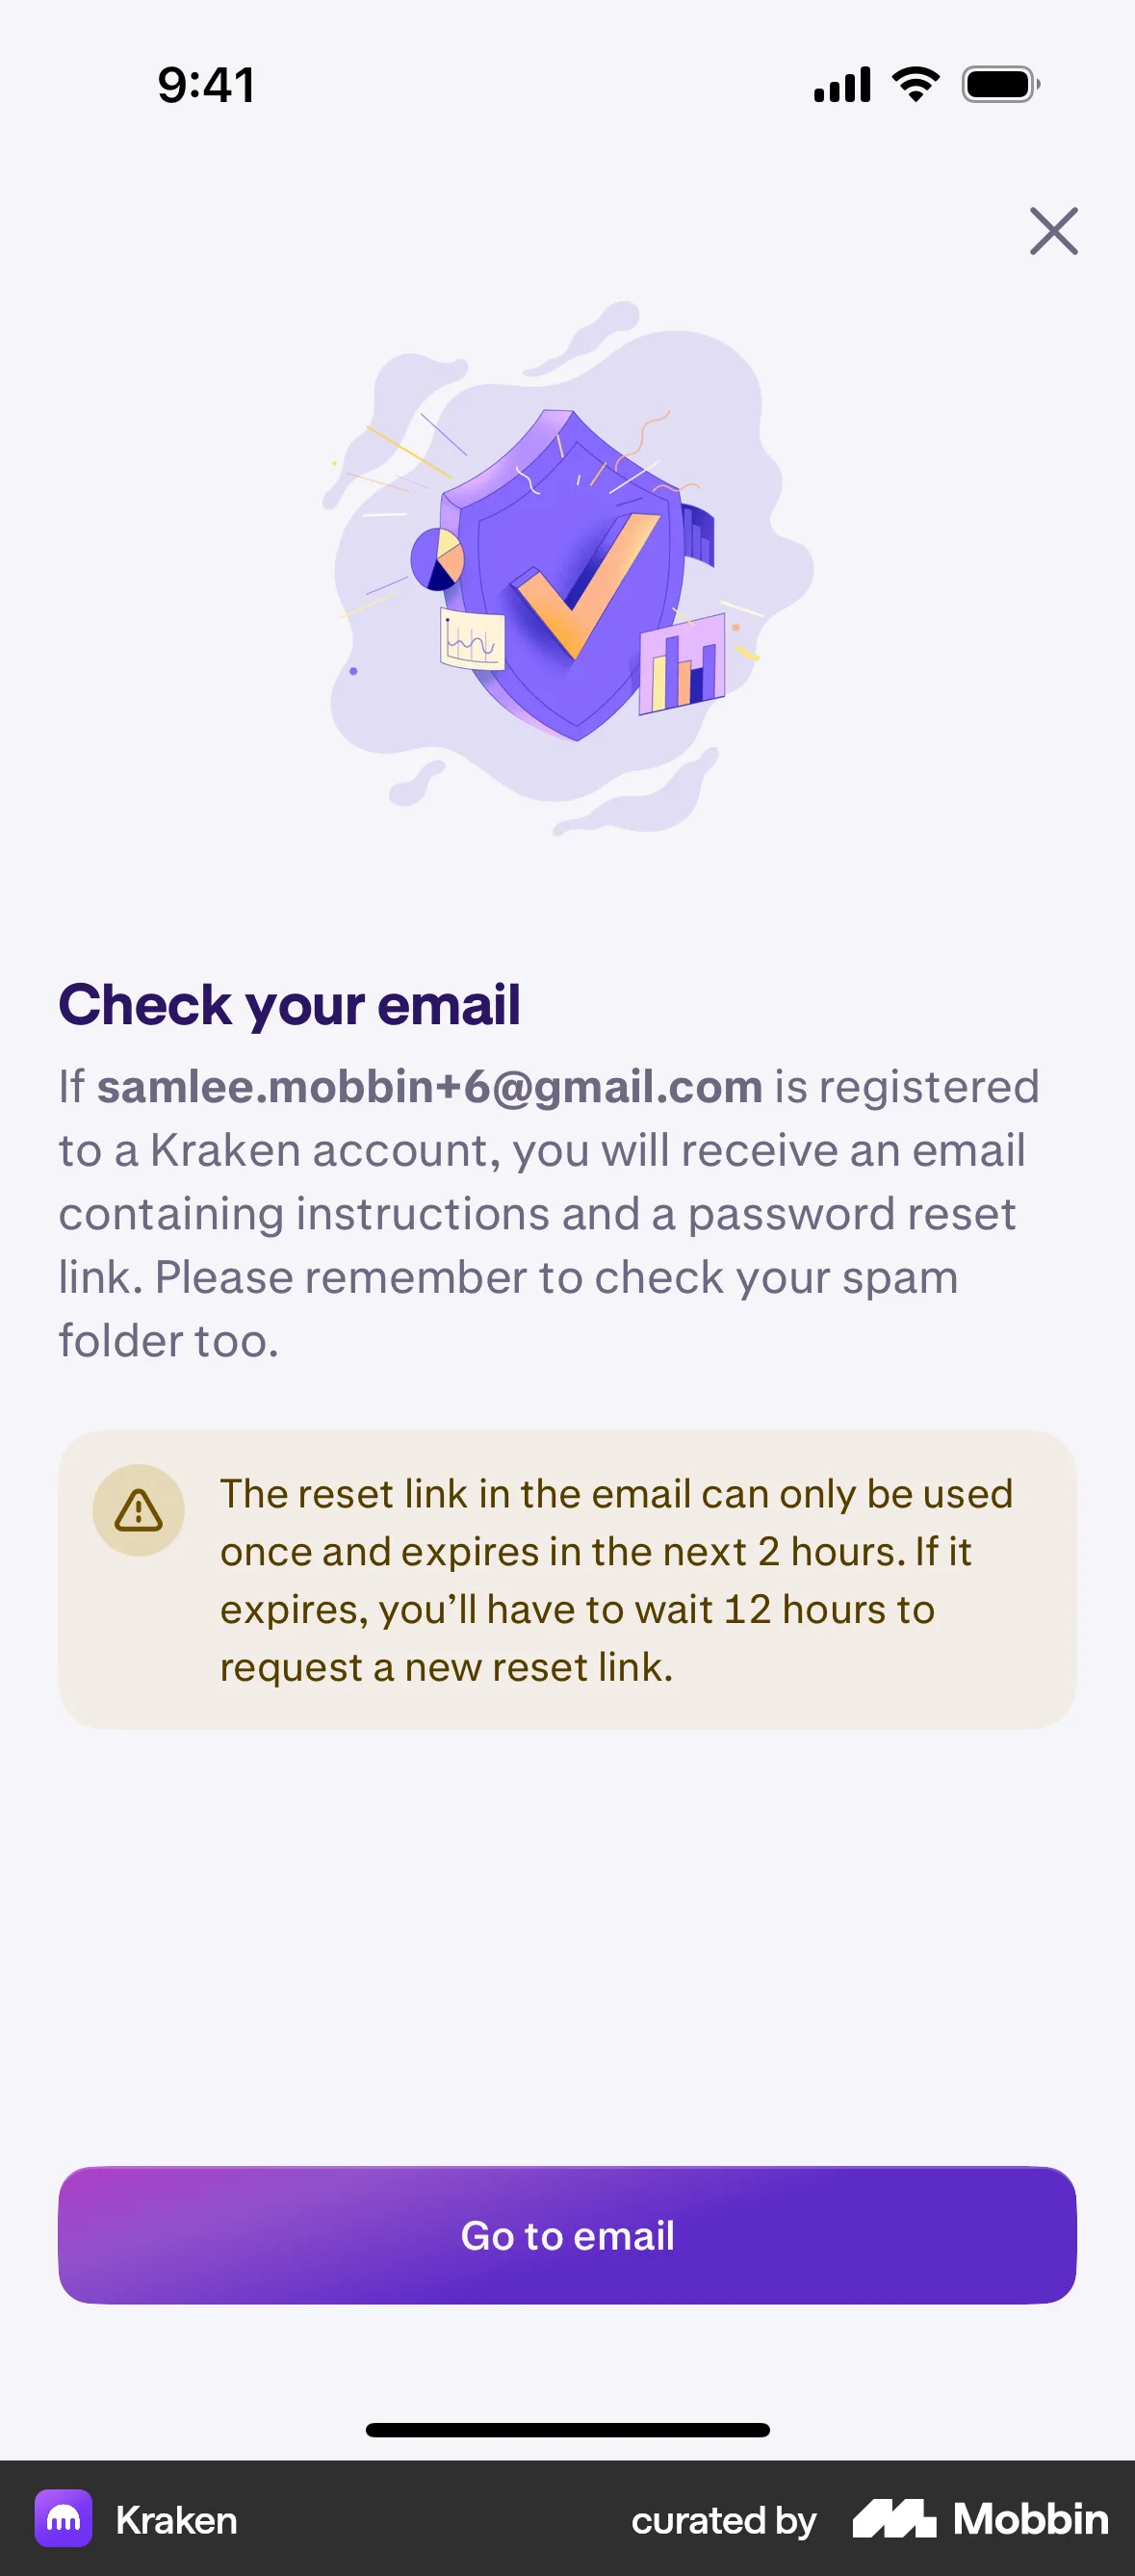 9:41
Check your email
If samlee.mobbin+6@gmail.com is registered
to a Kraken account, you will receive an email
containing instructions and a password reset
link. Please remember to check your spam
folder too.
The reset link in the email can only be used
once and expires in the next 2 hours. If it
expires, you’ll have to wait 12 hours to
request a new reset link.
Go to email
Kraken
curated by Mobbin